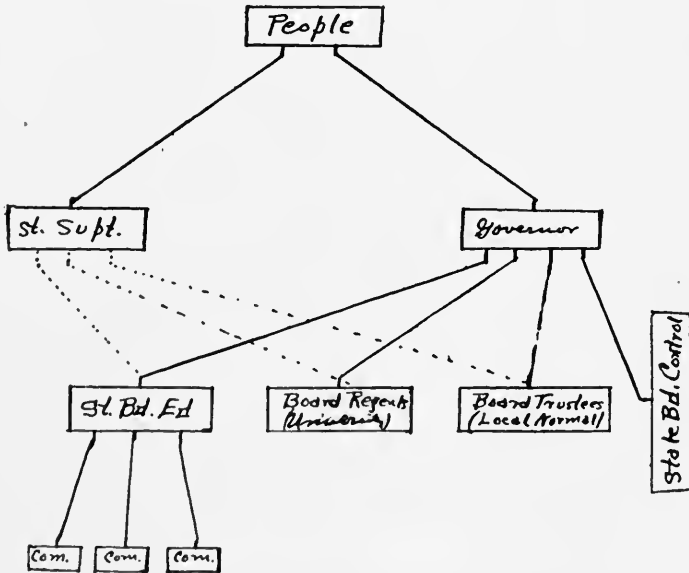 People
St. Supt.
Governor
St. Bd. Ed
Board Regents
(University)
Board Trustees
(Local Normal)
State Bd. Control
Com.
Com.
Com.